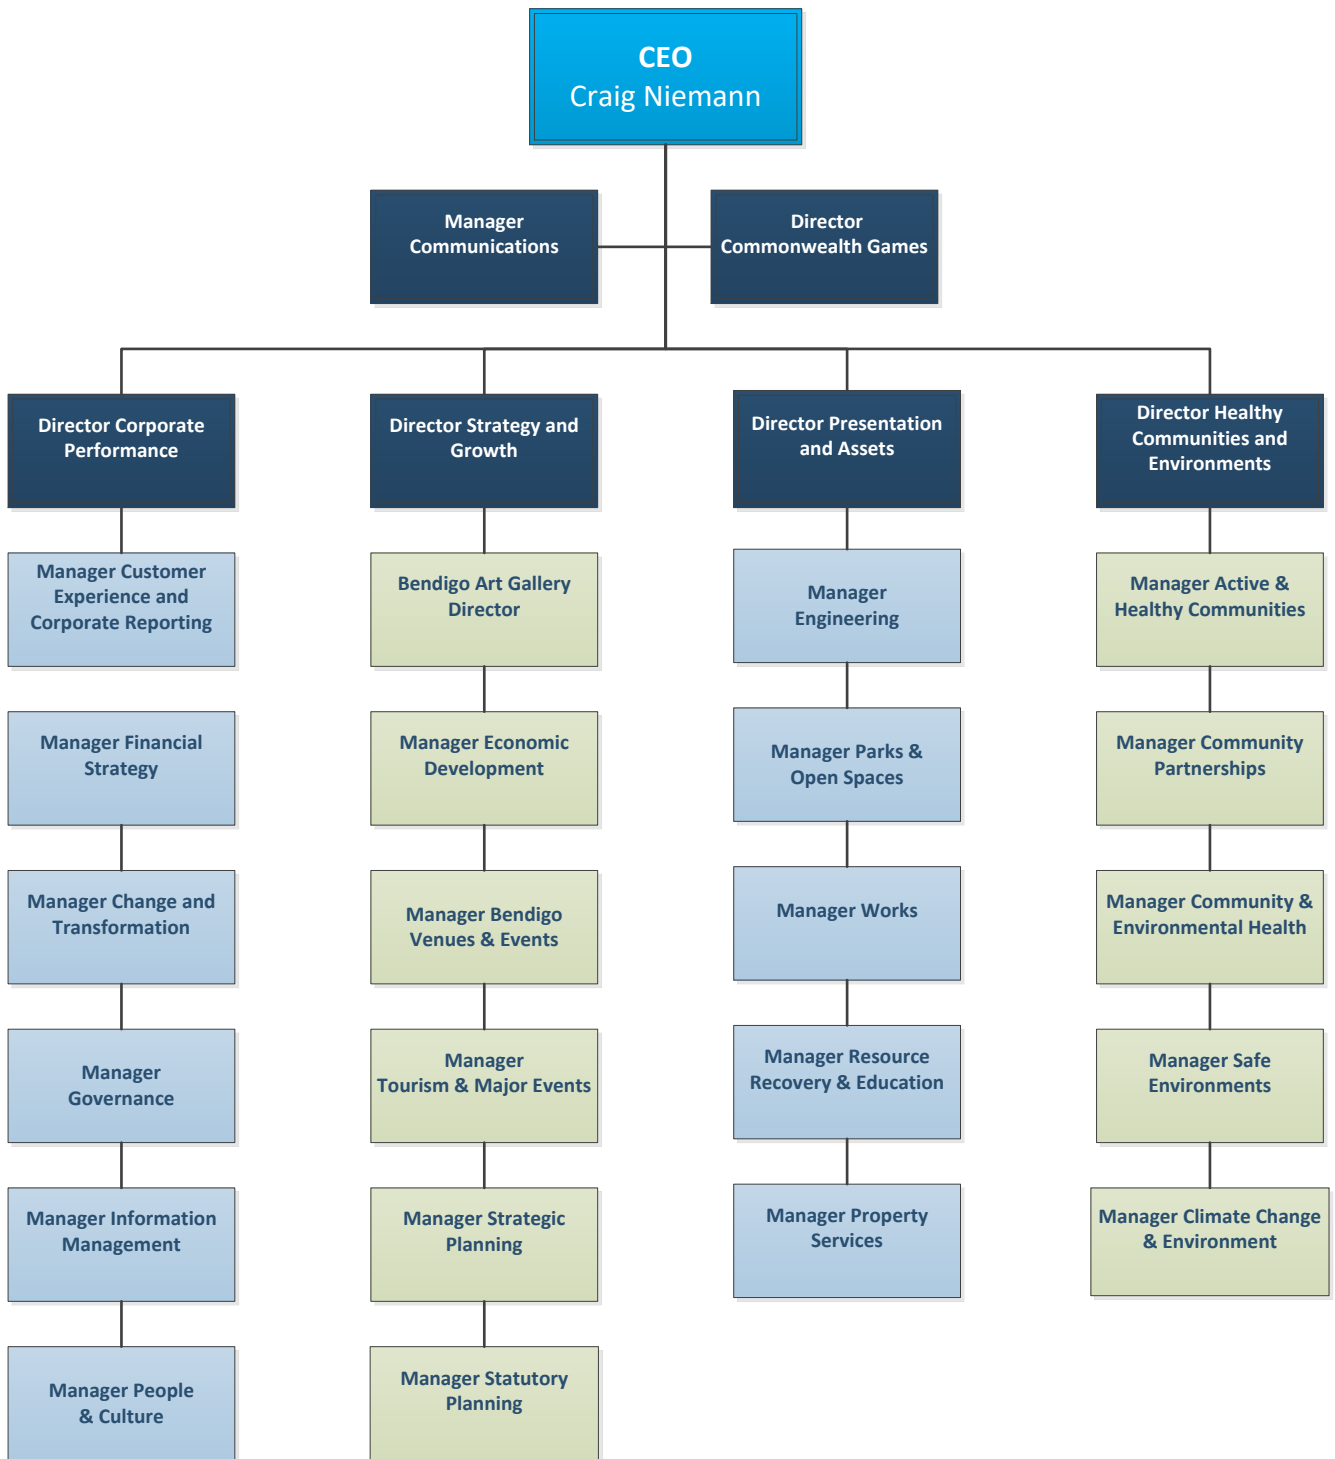 CEO
Craig Niemann
Manager
Communications
Director
Commonwealth Games
Director Corporate
Performance
Director Strategy and
Growth
Director Presentation
and Assets
Director Healthy
Communities and
Environments
Manager Customer
Experience and
Corporate Reporting
Bendigo Art Gallery
Director
Manager
Engineering
Manager Active &
Healthy Communities
Manager Financial
Strategy
Manager Economic
Development
Manager Parks &
Open Spaces
Manager Community
Partnerships
Manager Change and
Transformation
Manager Bendigo
Venues & Events
Manager Works
Manager Community &
Environmental Health
Manager
Governance
Manager
Tourism & Major Events
Manager Resource
Recovery & Education
Manager Safe
Environments
Manager Information
Management
Manager Strategic
Planning
Manager Property
Services
Manager Climate Change
& Environment
Manager People
& Culture
Manager Statutory
Planning